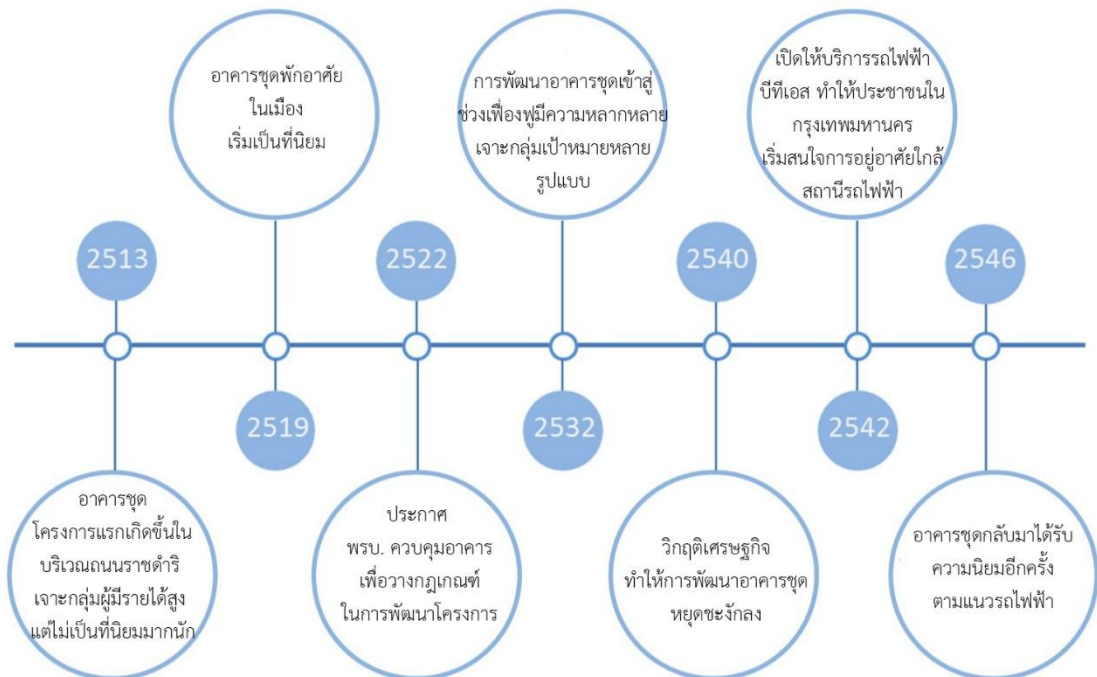 อาคารชุดพักอาศัย
ในเมือง
เริ่มเป็นที่นิยม
การพัฒนาอาคารชุดเข้าสู่
ช่วงเฟื่องฟูมีความหลากหลาย
เจาะกลุ่มเป้าหมายหลาย
รูปแบบ
เปิดให้บริการรถไฟฟ้า
บีทีเอส ทำให้ประชาชนใน
กรุงเทพมหานคร
เริ่มสนใจการอยู่อาศัยใกล้
สถานีรถไฟฟ้า
2513
2522
2540
2546
2519
2532
2542
อาคารชุด
โครงการแรกเกิดขึ้นใน
บริเวณถนนราชดำริ
เจาะกลุ่มผู้มีรายได้สูง
แต่ไม่เป็นที่นิยมมากนัก
ประกาศ
พรบ. ควบคุมอาคาร
เพื่อวางกฎเกณฑ์
ในการพัฒนาโครงการ
วิกฤติเศรษฐกิจ
ทำให้การพัฒนาอาคารชุด
หยุดชะงักลง
อาคารชุดกลับมาได้รับ
ความนิยมอีกครั้ง
ตามแนวรถไฟฟ้า